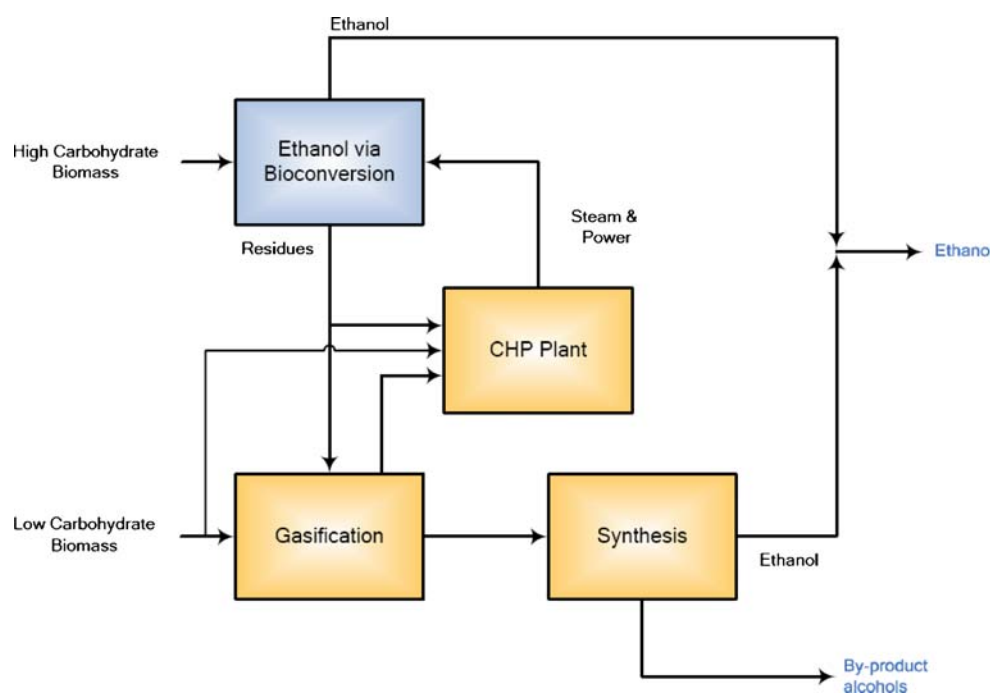 Ethanol
High Carbohydrate
Biomass
Ethanol via
Bioconversion
Steam &
Power
Residues
Ethano
CHP Plant
Low Carbohydrate
Biomass
Gasification
Synthesis
Ethanol
By-product
alcohols